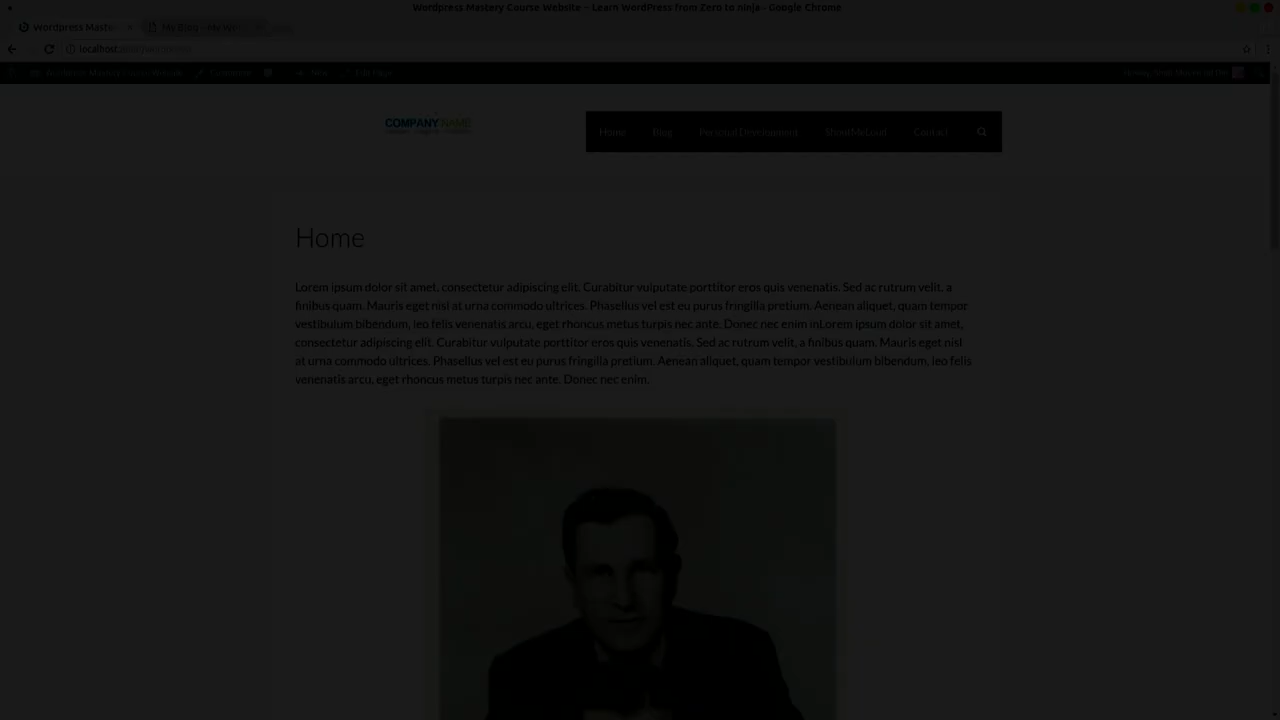 Wordpress Mastery Course Website – Learn WordPress from Zero to ninja - Google Chrome
Wordpress Maste
My Blog – My W
localhost
COMPANY NAME
Home Blog Personal Development ShoutMeLoud Contact
Home
Lorem ipsum dolor sit amet, consectetur adipiscing elit. Curabitur vulputate porttitor eros quis venenatis. Sed ac rutrum velit, a
finibus quam. Mauris eget nisl at urna commodo ultrices. Phasellus vel est eu purus fringilla pretium. Aenean aliquet, quam tempor
vestibulum bibendum, leo felis venenatis arcu, eget rhoncus metus turpis nec ante. Donec nec enim inLorem ipsum dolor sit amet,
consectetur adipiscing elit. Curabitur vulputate porttitor eros quis venenatis. Sed ac rutrum velit, a finibus quam. Mauris eget nisl
at urna commodo ultrices. Phasellus vel est eu purus fringilla pretium. Aenean aliquet, quam tempor vestibulum bibendum, leo felis
venenatis arcu, eget rhoncus metus turpis nec ante. Donec nec enim.